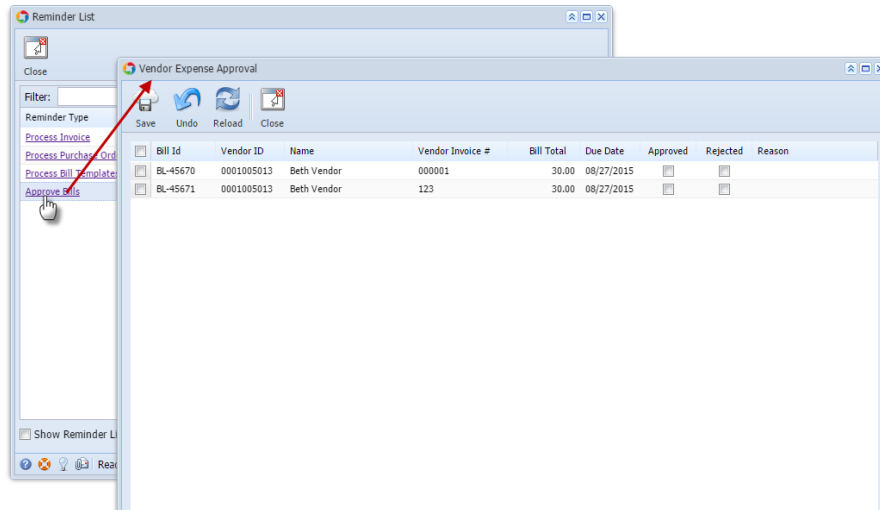 Reminder List
Close
Filter:
Reminder Type
Process Invoice
Process Purchase Ord
Process Bill Template
Approve Bills
Show Reminder Li
Vendor Expense Approval
Save Undo Reload Close
Bill Id Vendor ID Name Vendor Invoice # Bill Total Due Date Approved Rejected Reason
BL-45670 0001005013 Beth Vendor 000001 30.00 08/27/2015
BL-45671 0001005013 Beth Vendor 123 30.00 08/27/2015